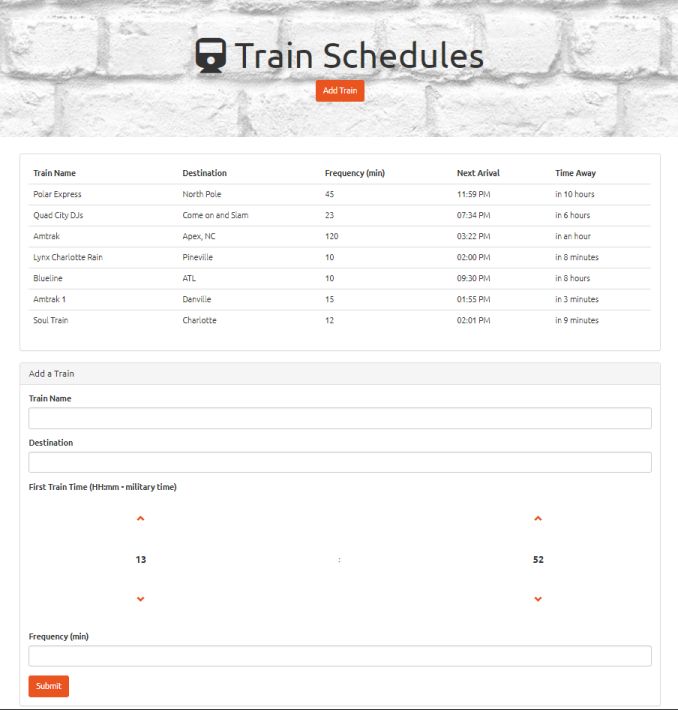 Train Schedules
Add Train
Train Name Destination Frequency (min) Next Arival Time Away
Polar Express North Pole 45 11:59 PM in 10 hours
Quad City DJs Come on and Slam 23 07:34 PM in 6 hours
Amtrak Apex, NC 120 03:22 PM in an hour
Lynx Charlotte Rain Pineville 10 02:00 PM in 8 minutes
Blueline ATL 10 09:30 PM in 8 hours
Amtrak 1 Danville 15 01:55 PM in 3 minutes
Soul Train Charlotte 12 02:01 PM in 9 minutes
Add a Train
Train Name
Destination
First Train Time (HH:mm - military time)
13 : 52
Frequency (min)
Submit